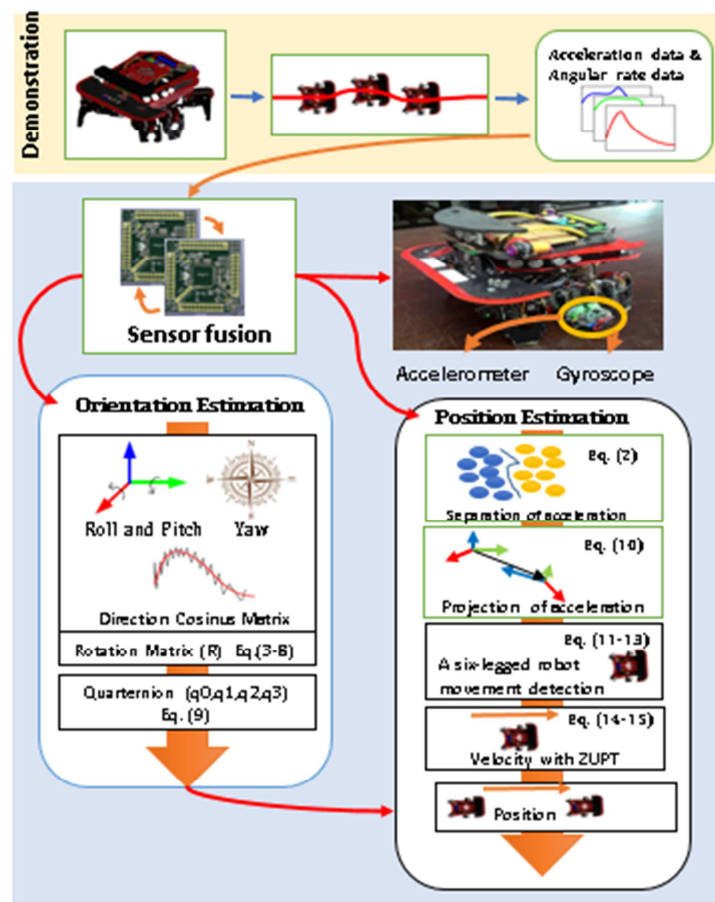 Demonstration
Acceleration data &
Angular rate data
Sensor fusion
Accelerometer
Gyroscope
Orientation Estimation
Roll and Pitch
Yaw
Direction Cosinus Matrix
Rotation Matrix (R) Eq.(3-8)
Quarternion (q0,q1,q2,q3)
Eq. (9)
Position Estimation
Eq. (2)
Separation of acceleration
Eq. (10)
Projection of acceleration
Eq. (11-13)
A six-legged robot
movement detection
Eq. (14-15)
Velocity with ZUPT
Position